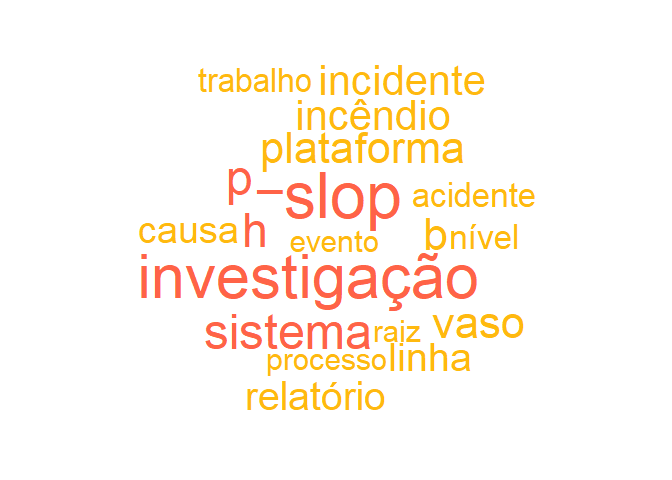 trabalho incidente
incêndio
plataforma
p – slop acidente
causa h evento b nível
investigação
sistema raiz vaso
processo linha
relatório